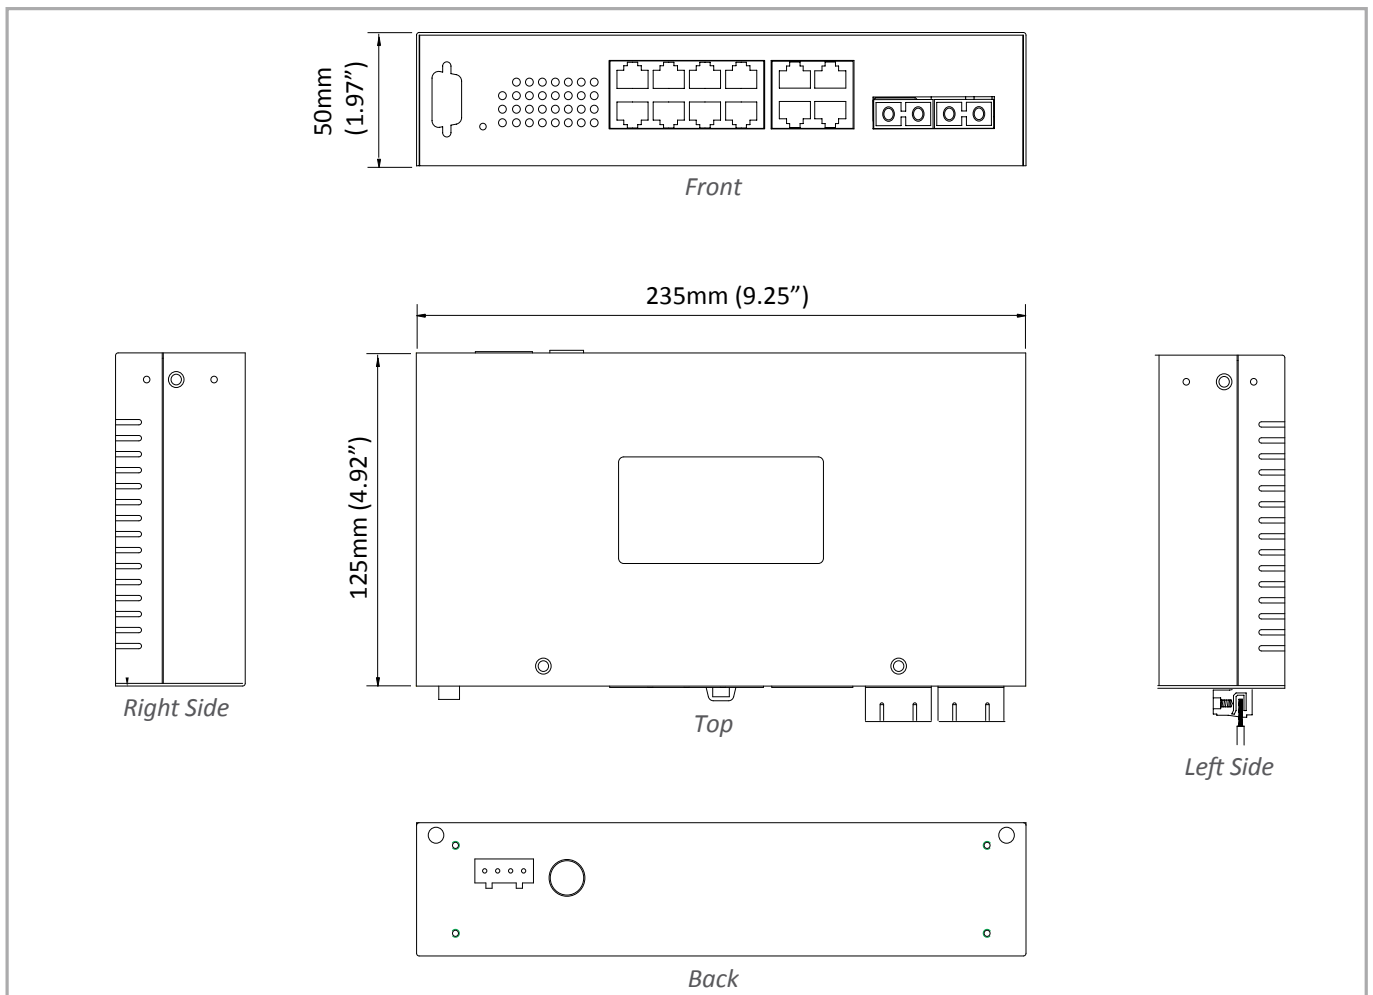 50mm
(1.97”)
Front
235mm (9.25”)
125mm (4.92”)
Right Side
Top
Left Side
Back